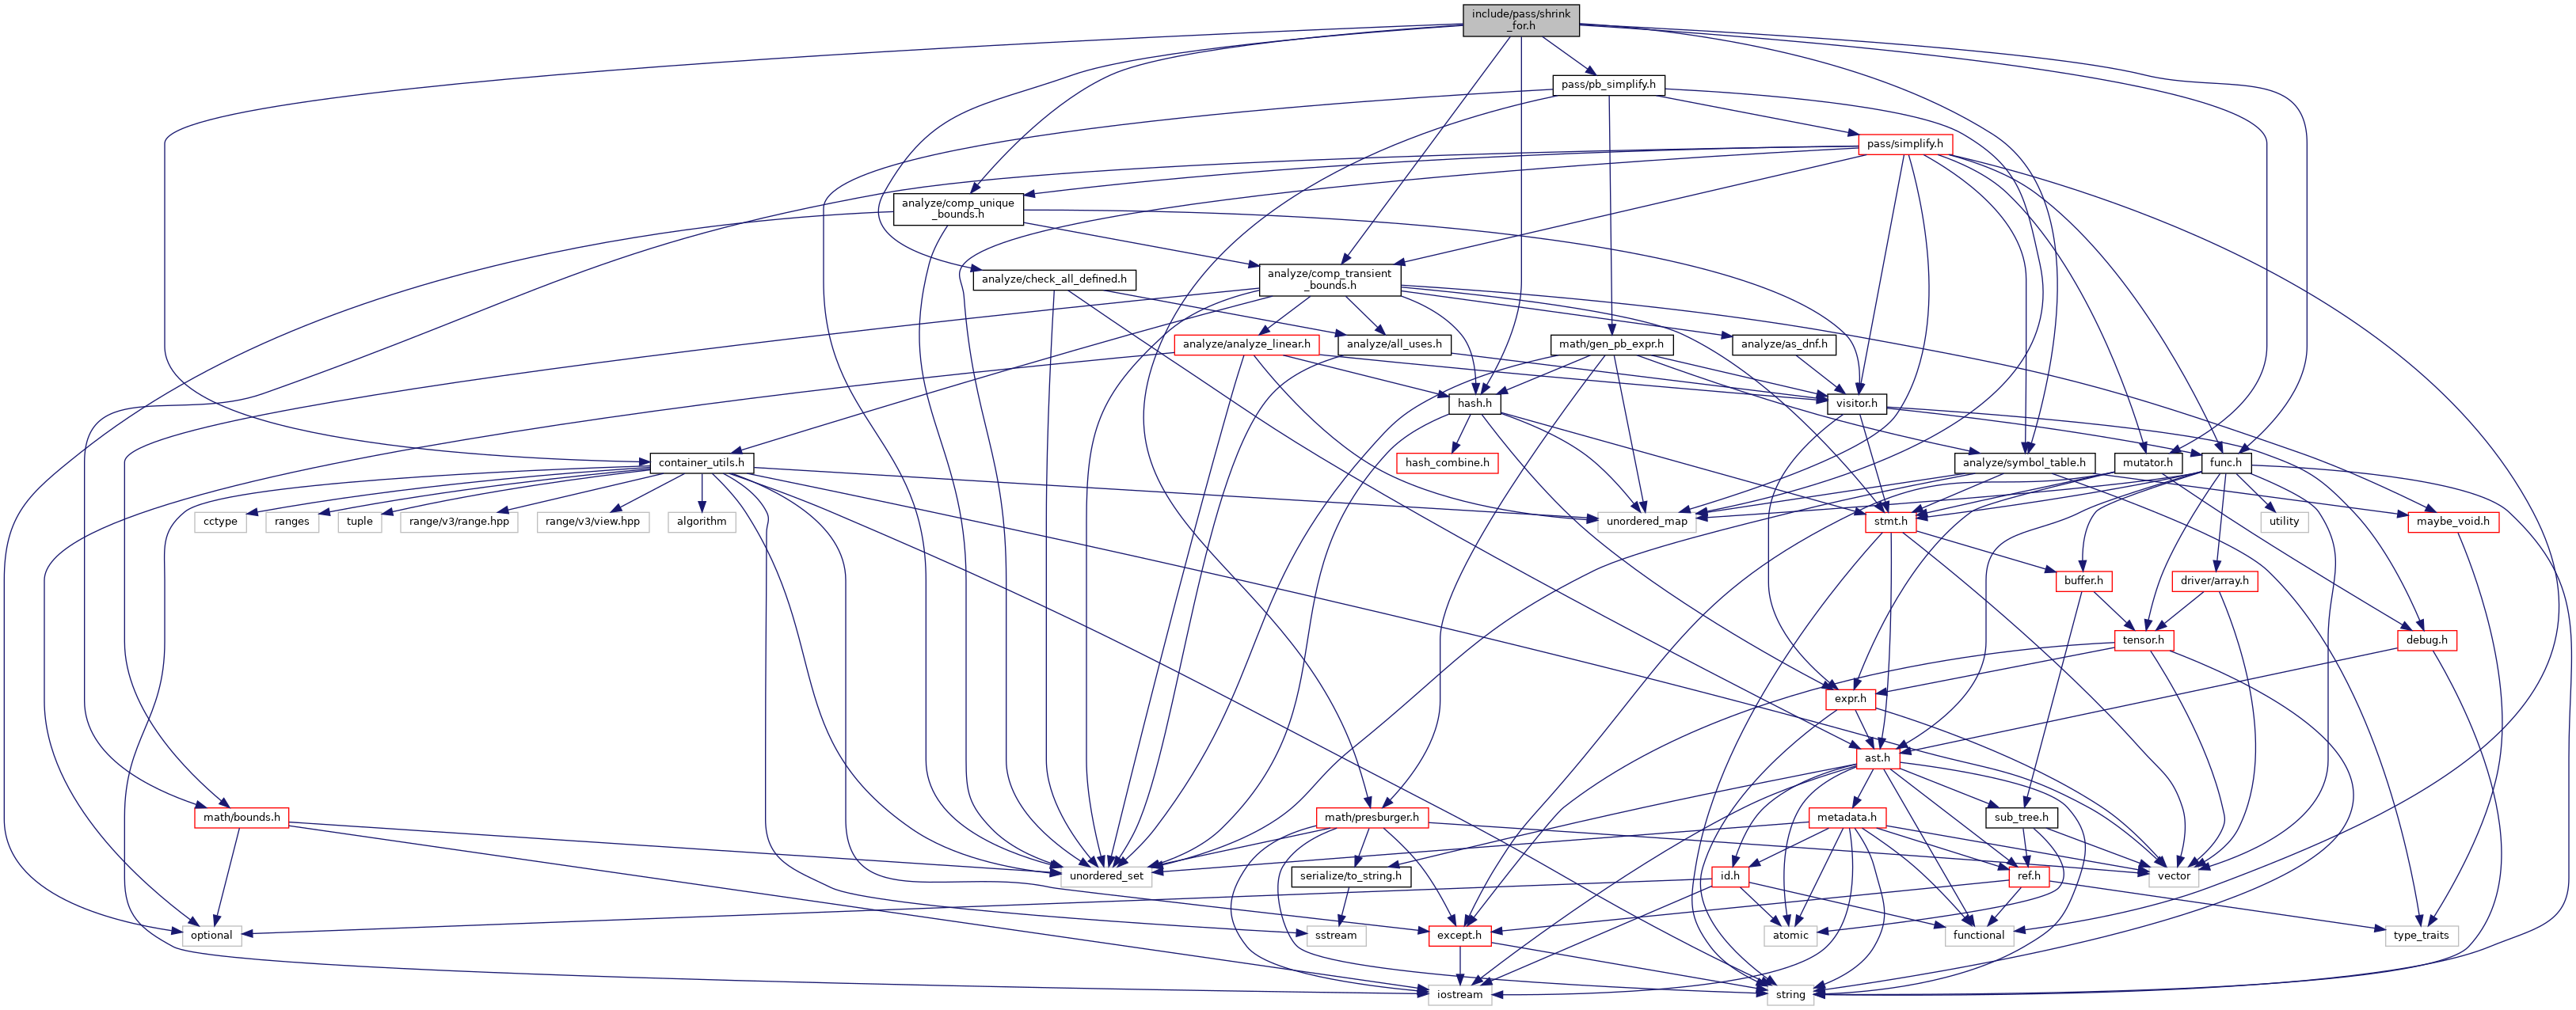 include/pass/shrink
_for.h
pass/pb_simplify.h
pass/simplify.h
analyze/comp_unique
_bounds.h
analyze/check_all_defined.h
analyze/comp_transient
_bounds.h
analyze/analyze_linear.h
analyze/all_uses.h
math/gen_pb_expr.h
analyze/as_dnf.h
hash.h
visitor.h
container_utils.h
hash_combine.h
analyze/symbol_table.h
mutator.h
func.h
cctype
ranges
tuple
range/v3/range.hpp
range/v3/view.hpp
algorithm
unordered_map
stmt.h
maybe_void.h
utility
buffer.h
driver/array.h
tensor.h
debug.h
expr.h
ast.h
math/bounds.h
math/presburger.h
metadata.h
sub_tree.h
unordered_set
serialize/to_string.h
id.h
ref.h
vector
optional
sstream
except.h
atomic
functional
type_traits
iostream
string